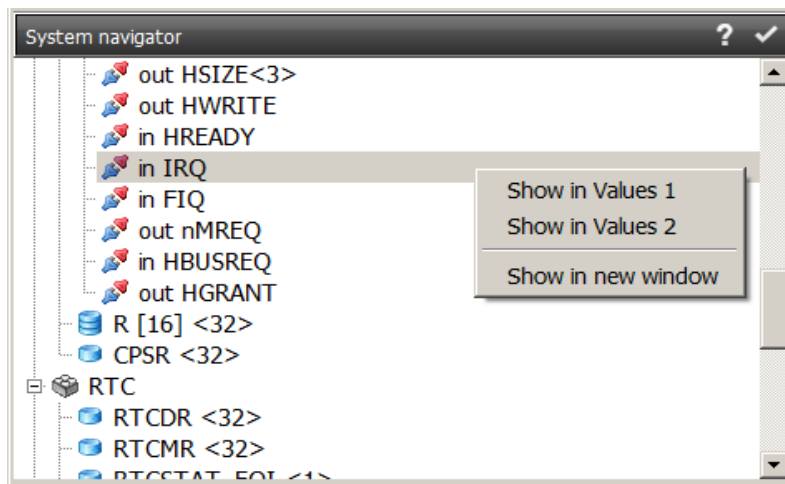 System navigator ?
out HSIZE<3>
out HWRITE
in HREADY
in IRQ
Show in Values 1
in FIQ
Show in Values 2
out nMREQ
in HBUSREQ
Show in new window
out HGRANT
R [16] <32>
CPSR <32>
RTC
RTCDR <32>
RTCMR <32>
RTCSTAT_EOI <1>